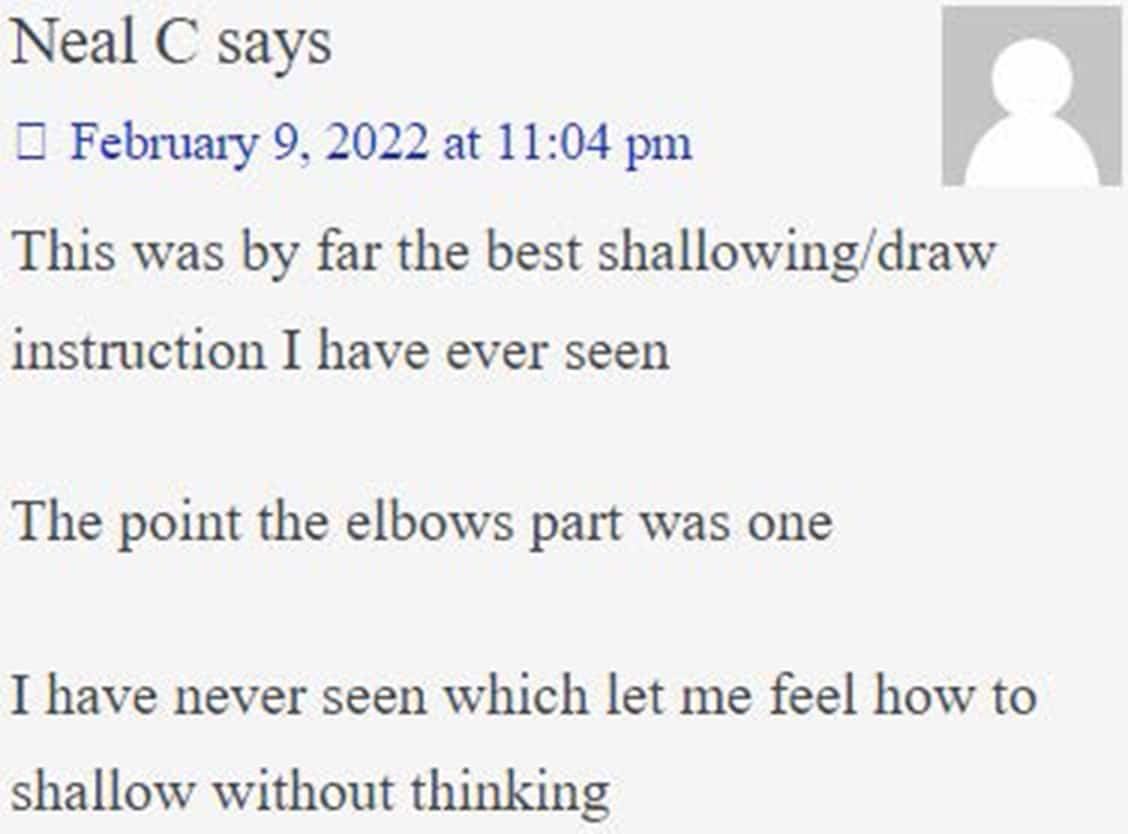 Neal C says
February 9, 2022 at 11:04 pm
This was by far the best shallowing/draw
instruction I have ever seen
The point the elbows part was one
I have never seen which let me feel how to
shallow without thinking